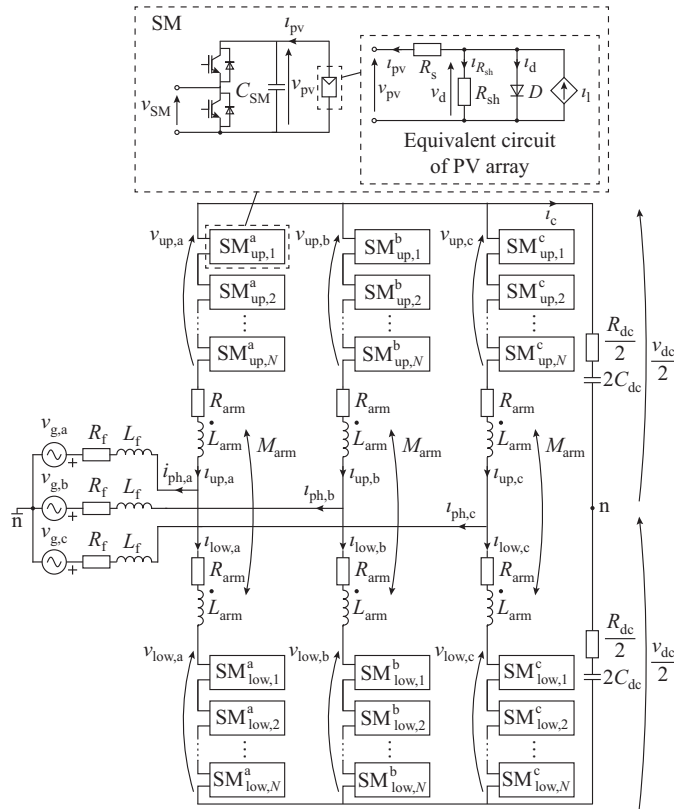 SM
i_pv
C_SM
v_pv
v_SM
i_pv
R_s
i_Rsh
i_d
v_pv
v_d
R_sh
D
i_l
Equivalent circuit
of PV array
i_c
v_up,a
SM^a_up,1
v_up,b
SM^b_up,1
v_up,c
SM^c_up,1
SM^a_up,2
SM^b_up,2
SM^c_up,2
SM^a_up,N
SM^b_up,N
SM^c_up,N
R_dc/2
v_dc/2
2C_dc
R_arm
R_arm
R_arm
L_arm
M_arm
L_arm
M_arm
L_arm
M_arm
v_g,a
R_f
L_f
i_ph,a
i_up,a
i_up,b
i_up,c
v_g,b
R_f
L_f
i_ph,b
n
n
v_g,c
R_f
L_f
i_ph,c
i_low,a
i_low,b
i_low,c
R_arm
R_arm
R_arm
L_arm
L_arm
L_arm
R_dc/2
v_dc/2
2C_dc
v_low,a
SM^a_low,1
v_low,b
SM^b_low,1
v_low,c
SM^c_low,1
SM^a_low,2
SM^b_low,2
SM^c_low,2
SM^a_low,N
SM^b_low,N
SM^c_low,N